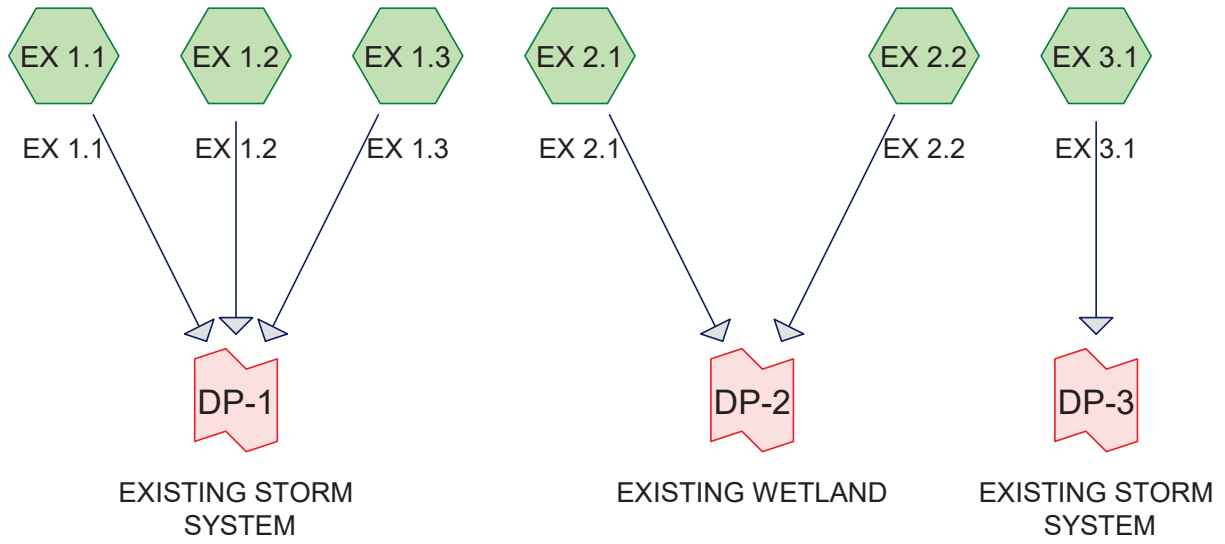 EX 1.1
EX 1.2
EX 1.3
EX 2.1
EX 2.2
EX 3.1
EX 1.1
EX 1.2
EX 1.3
EX 2.1
EX 2.2
EX 3.1
DP-1
DP-2
DP-3
EXISTING STORM
SYSTEM
EXISTING WETLAND
EXISTING STORM
SYSTEM